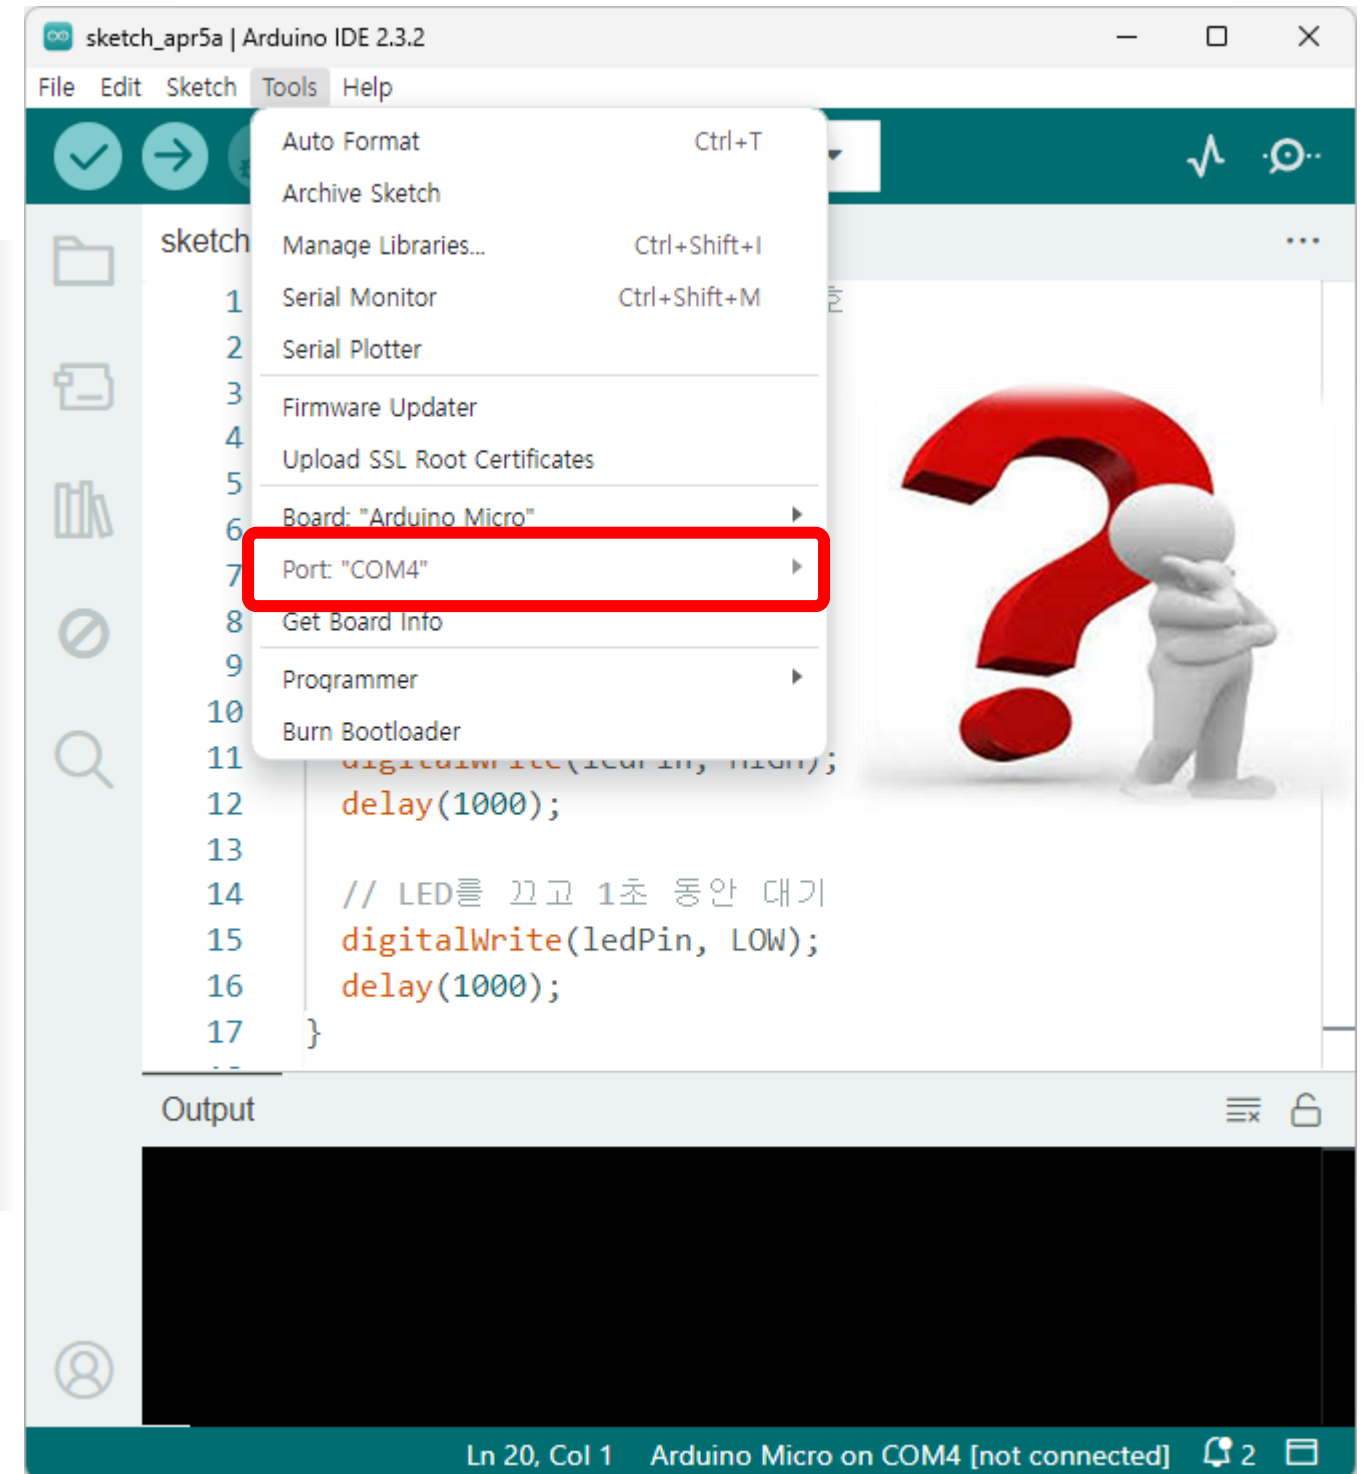 sketch_apr5a | Arduino IDE 2.3.2
File Edit Sketch Tools Help
Auto Format Ctrl+T
Archive Sketch
sketch
Manage Libraries... Ctrl+Shift+I
1
Serial Monitor Ctrl+Shift+M
2
Serial Plotter
3
Firmware Updater
4
Upload SSL Root Certificates
5
Board: "Arduino Micro"
6
Port: "COM4"
7
Get Board Info
8
9
Programmer
10
Burn Bootloader
11 digitalWrite(ledPin, HIGH);
12 delay(1000);
13
14 // LED를 끄고 1초 동안 대기
15 digitalWrite(ledPin, LOW);
16 delay(1000);
17 }
Output
Ln 20, Col 1 Arduino Micro on COM4 [not connected] 2